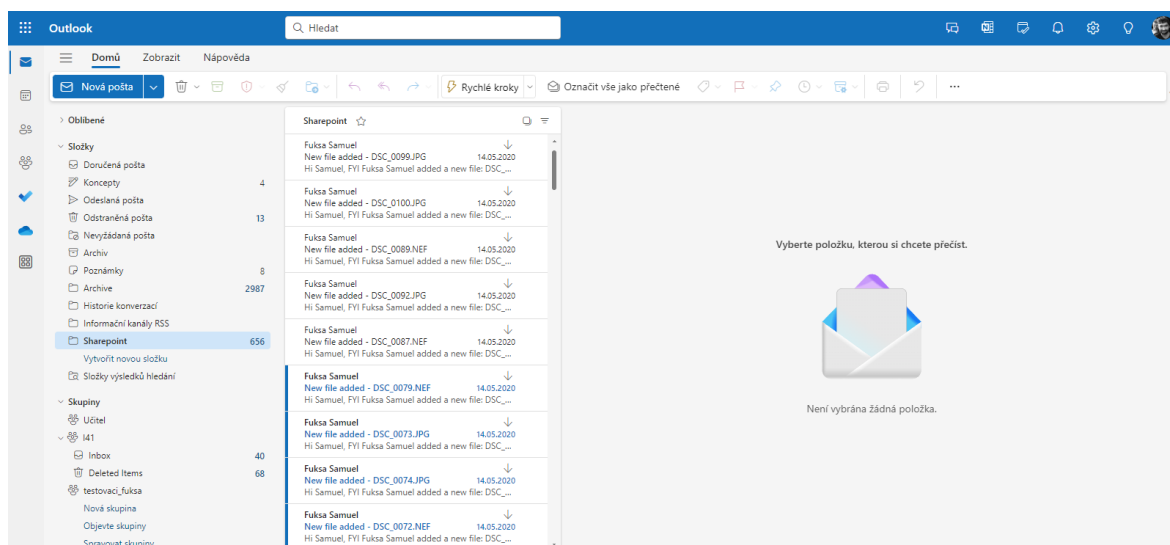 Outlook
Hledat
Domů Zobrazit Nápověda
Nová pošta
Rychlé kroky
Označit vše jako přečtené
Oblíbené
Složky
Doručená pošta
Koncepty 4
Odeslaná pošta
Odstraněná pošta 13
Nevyžádaná pošta
Archiv
Poznámky 8
Archive 2987
Historie konverzací
Informační kanály RSS
Sharepoint 656
Vytvořit novou složku
Složky výsledků hledání
Skupiny
Učitel
I41
Inbox 40
Deleted Items 68
testovaci_fuksa
Nová skupina
Objevte skupiny
Spravovat skupiny
Sharepoint
Fuksa Samuel
New file added - DSC_0099.JPG 14.05.2020
Hi Samuel, FYI Fuksa Samuel added a new file: DSC_...
Fuksa Samuel
New file added - DSC_0100.JPG 14.05.2020
Hi Samuel, FYI Fuksa Samuel added a new file: DSC_...
Fuksa Samuel
New file added - DSC_0089.NEF 14.05.2020
Hi Samuel, FYI Fuksa Samuel added a new file: DSC_...
Fuksa Samuel
New file added - DSC_0092.JPG 14.05.2020
Hi Samuel, FYI Fuksa Samuel added a new file: DSC_...
Fuksa Samuel
New file added - DSC_0087.NEF 14.05.2020
Hi Samuel, FYI Fuksa Samuel added a new file: DSC_...
Fuksa Samuel
New file added - DSC_0079.NEF 14.05.2020
Hi Samuel, FYI Fuksa Samuel added a new file: DSC_...
Fuksa Samuel
New file added - DSC_0073.JPG 14.05.2020
Hi Samuel, FYI Fuksa Samuel added a new file: DSC_...
Fuksa Samuel
New file added - DSC_0074.JPG 14.05.2020
Hi Samuel, FYI Fuksa Samuel added a new file: DSC_...
Fuksa Samuel
New file added - DSC_0072.NEF 14.05.2020
Hi Samuel, FYI Fuksa Samuel added a new file: DSC_...
Vyberte položku, kterou si chcete přečíst.
Není vybrána žádná položka.